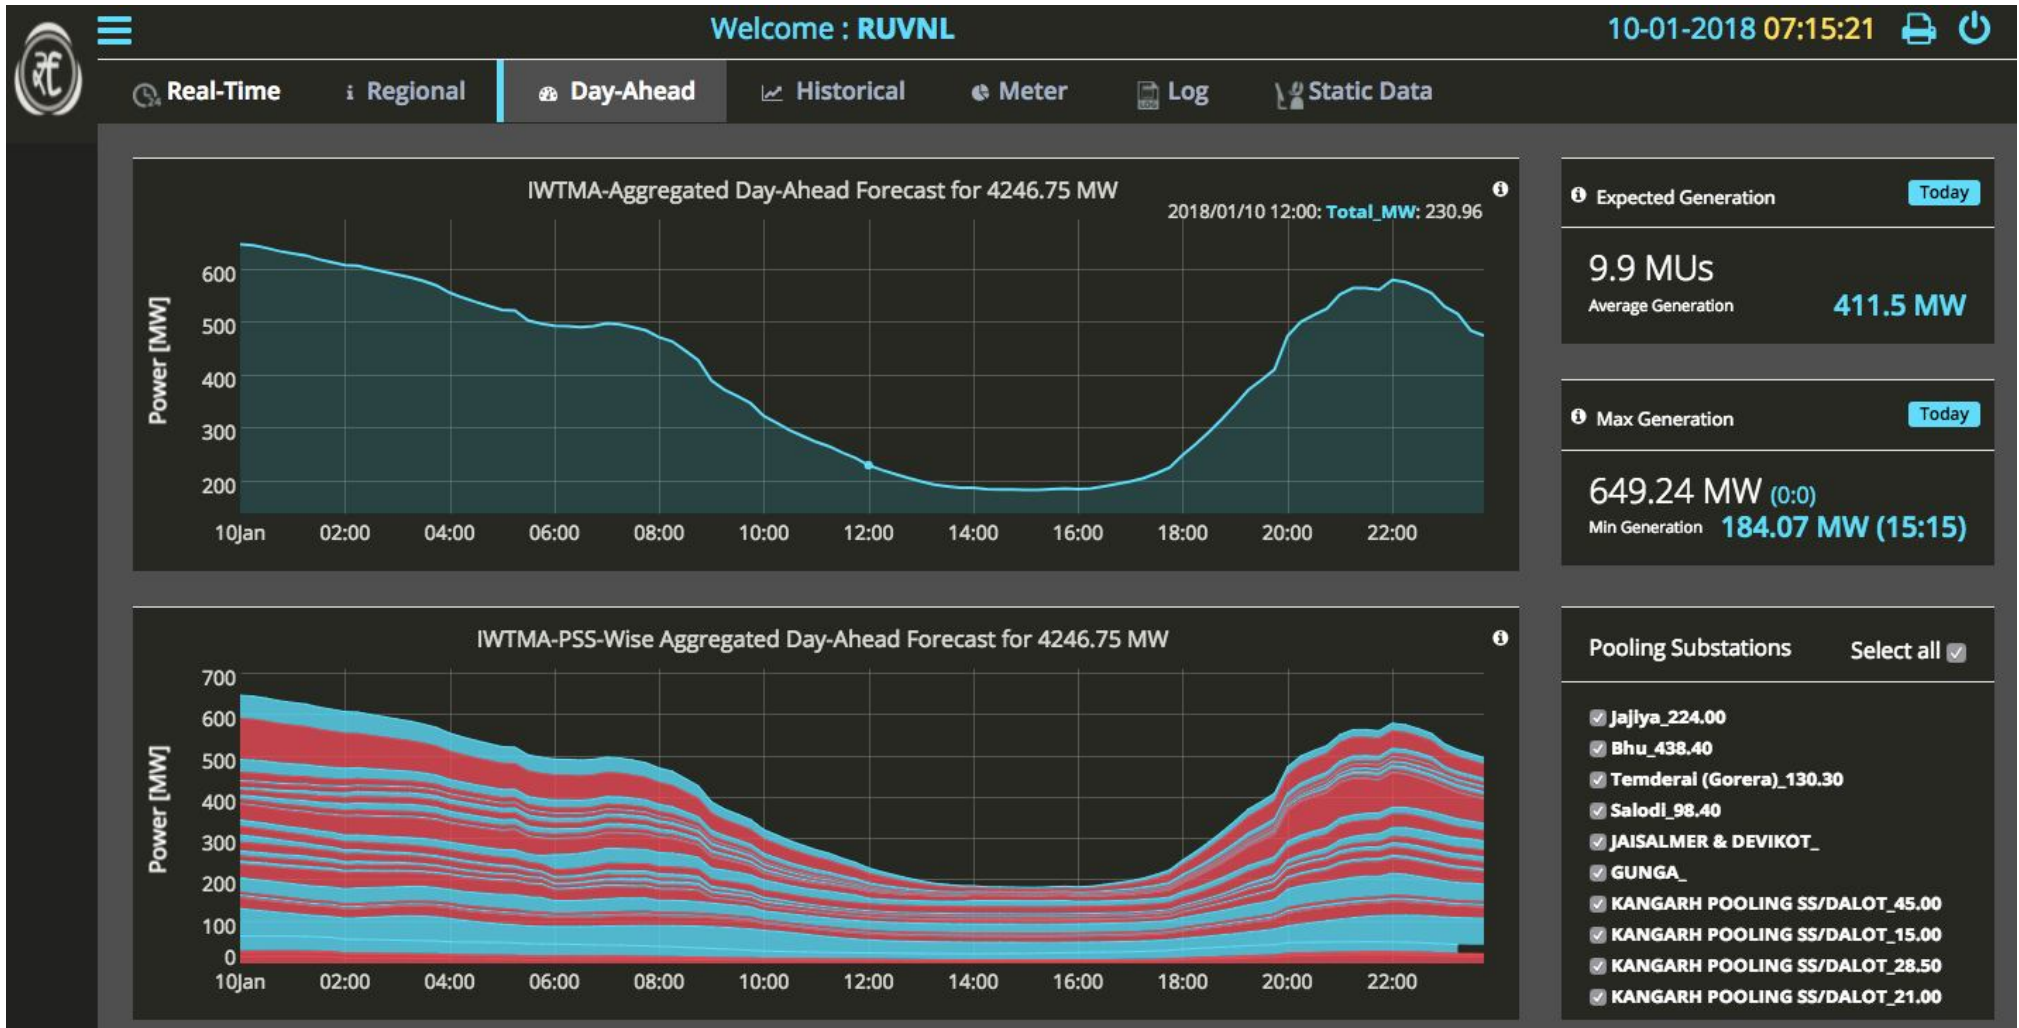 Welcome : RUVNL
10-01-2018 07:15:21
Real-Time
Regional
Day-Ahead
Historical
Meter
Log
Static Data
IWTMA-Aggregated Day-Ahead Forecast for 4246.75 MW
2018/01/10 12:00: Total_MW: 230.96
Power [MW]
600
500
400
300
200
10Jan 02:00 04:00 06:00 08:00 10:00 12:00 14:00 16:00 18:00 20:00 22:00
Expected Generation Today
9.9 MUs
Average Generation 411.5 MW
Max Generation Today
649.24 MW (0:0)
Min Generation 184.07 MW (15:15)
IWTMA-PSS-Wise Aggregated Day-Ahead Forecast for 4246.75 MW
Power [MW]
700
600
500
400
300
200
100
0
10Jan 02:00 04:00 06:00 08:00 10:00 12:00 14:00 16:00 18:00 20:00 22:00
Pooling Substations Select all
Jajiya_224.00
Bhu_438.40
Temderai (Gorera)_130.30
Salodi_98.40
JAISALMER & DEVIKOT_
GUNGA_
KANGARH POOLING SS/DALOT_45.00
KANGARH POOLING SS/DALOT_15.00
KANGARH POOLING SS/DALOT_28.50
KANGARH POOLING SS/DALOT_21.00